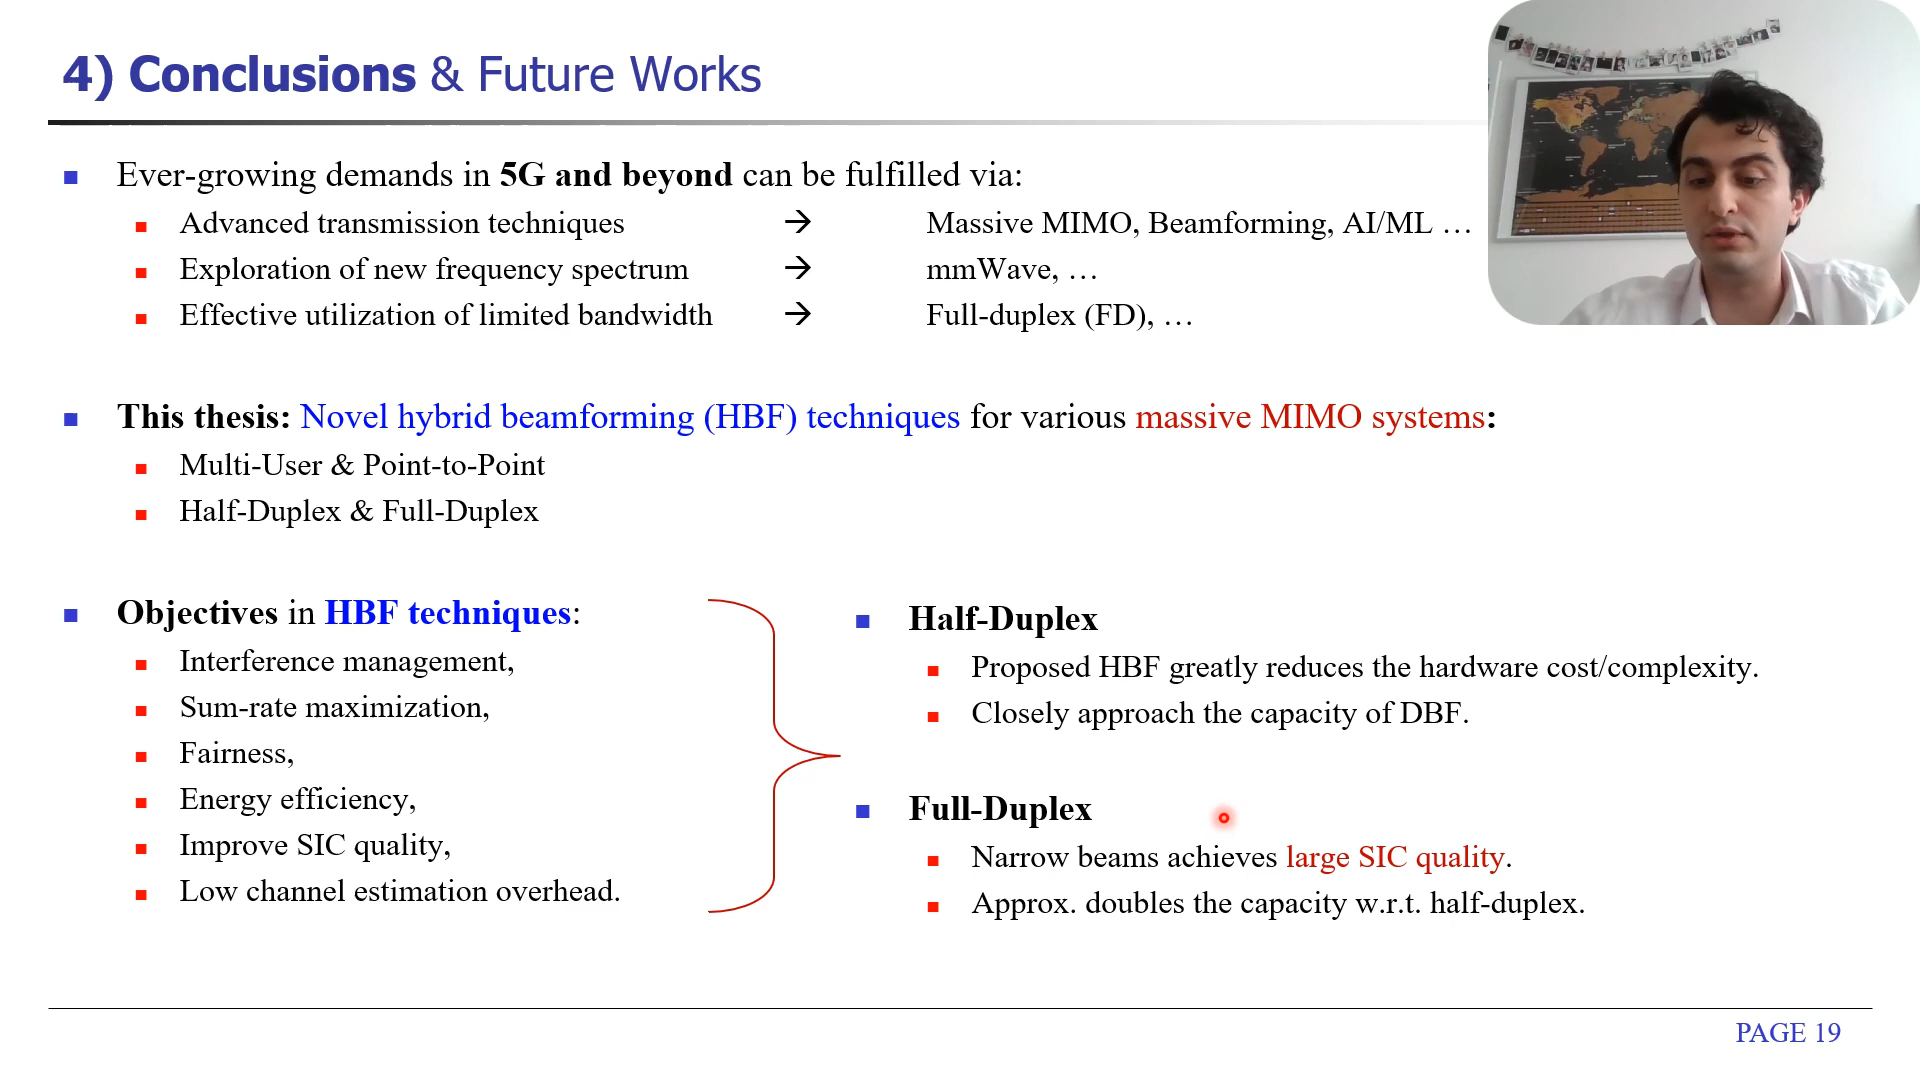 4) Conclusions & Future Works
Ever-growing demands in 5G and beyond can be fulfilled via:
Advanced transmission techniques → Massive MIMO, Beamforming, AI/ML …
Exploration of new frequency spectrum → mmWave, …
Effective utilization of limited bandwidth → Full-duplex (FD), …
This thesis: Novel hybrid beamforming (HBF) techniques for various massive MIMO systems:
Multi-User & Point-to-Point
Half-Duplex & Full-Duplex
Objectives in HBF techniques:
Interference management,
Sum-rate maximization,
Fairness,
Energy efficiency,
Improve SIC quality,
Low channel estimation overhead.
Half-Duplex
Proposed HBF greatly reduces the hardware cost/complexity.
Closely approach the capacity of DBF.
Full-Duplex
Narrow beams achieves large SIC quality.
Approx. doubles the capacity w.r.t. half-duplex.
PAGE 19